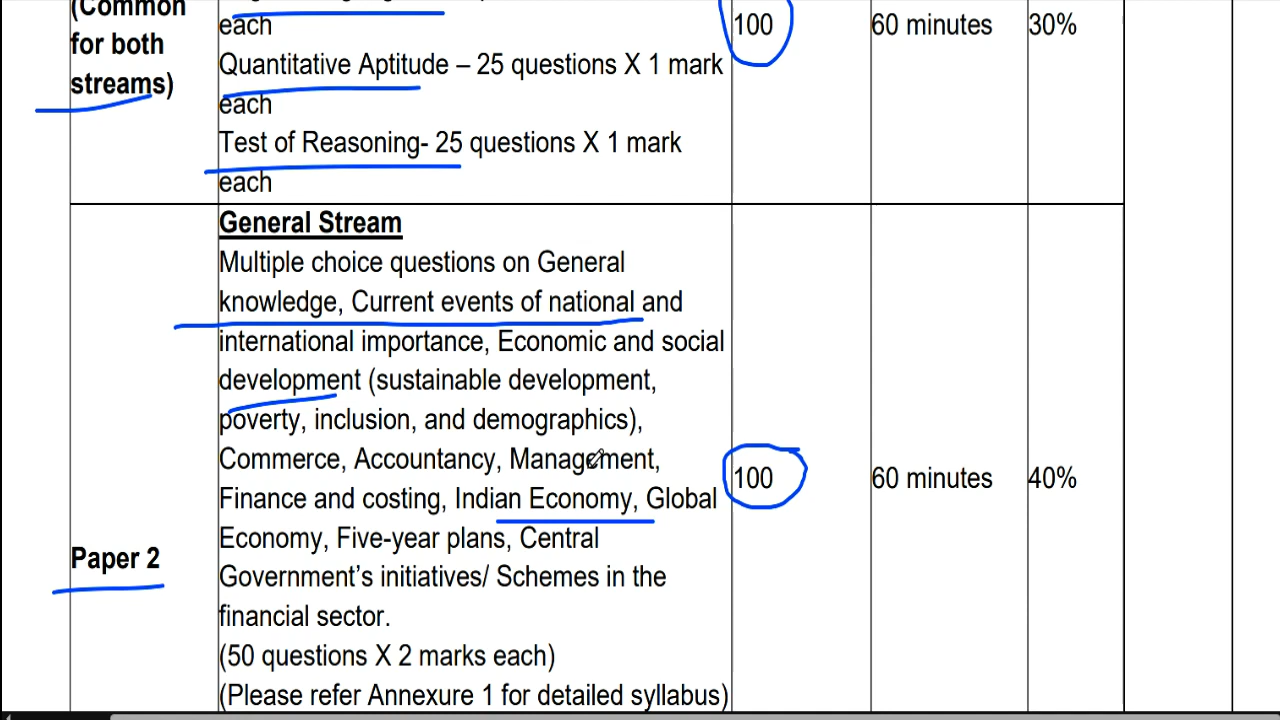 (Common
for both
streams)
each
Quantitative Aptitude – 25 questions X 1 mark
each
Test of Reasoning- 25 questions X 1 mark
each
100
60 minutes
30%
Paper 2
General Stream
Multiple choice questions on General
knowledge, Current events of national and
international importance, Economic and social
development (sustainable development,
poverty, inclusion, and demographics),
Commerce, Accountancy, Management,
Finance and costing, Indian Economy, Global
Economy, Five-year plans, Central
Government’s initiatives/ Schemes in the
financial sector.
(50 questions X 2 marks each)
(Please refer Annexure 1 for detailed syllabus)
100
60 minutes
40%